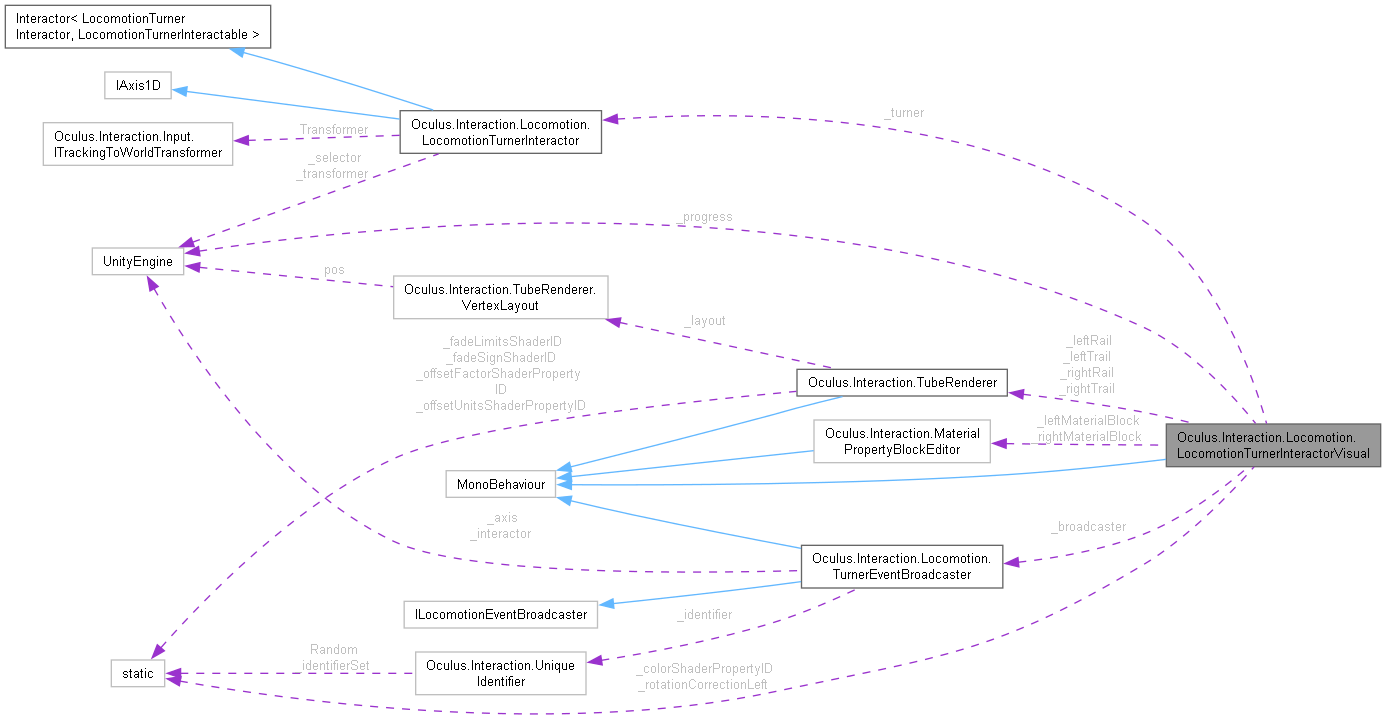 Interactor< LocomotionTurner
Interactor, LocomotionTurnerInteractable >
IAxis1D
Oculus.Interaction.Input.
ITrackingToWorldTransformer
Transformer
Oculus.Interaction.Locomotion.
LocomotionTurnerInteractor
_turner
_selector
_transformer
_progress
UnityEngine
pos
Oculus.Interaction.TubeRenderer.
VertexLayout
_layout
_fadeLimitsShaderID
_fadeSignShaderID
_offsetFactorShaderProperty
ID
_offsetUnitsShaderPropertyID
Oculus.Interaction.TubeRenderer
_leftRail
_leftTrail
_rightRail
_rightTrail
Oculus.Interaction.Material
PropertyBlockEditor
_leftMaterialBlock
_rightMaterialBlock
Oculus.Interaction.Locomotion.
LocomotionTurnerInteractorVisual
MonoBehaviour
_axis
_interactor
_broadcaster
Oculus.Interaction.Locomotion.
TurnerEventBroadcaster
ILocomotionEventBroadcaster
_identifier
static
Random
_identifierSet
Oculus.Interaction.Unique
Identifier
_colorShaderPropertyID
_rotationCorrectionLeft